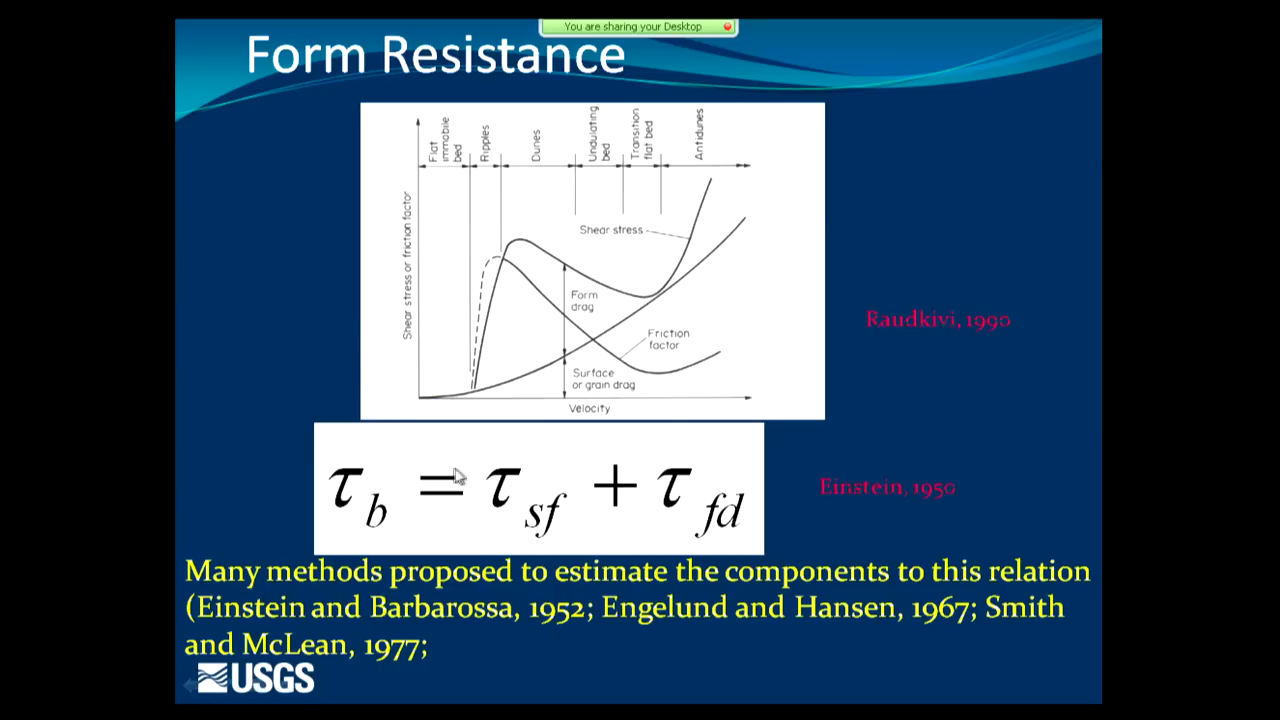 You are sharing your Desktop
Form Resistance
Flat
immobile
bed
Ripples
Dunes
Undulating
bed
Transition
flat bed
Antidunes
Shear stress or friction factor
Shear stress
Form
drag
Friction
factor
Surface
or grain drag
Velocity
Raudkivi, 1990
τ_b = τ_sf + τ_fd
Einstein, 1950
Many methods proposed to estimate the components to this relation
(Einstein and Barbarossa, 1952; Engelund and Hansen, 1967; Smith
and McLean, 1977;
USGS